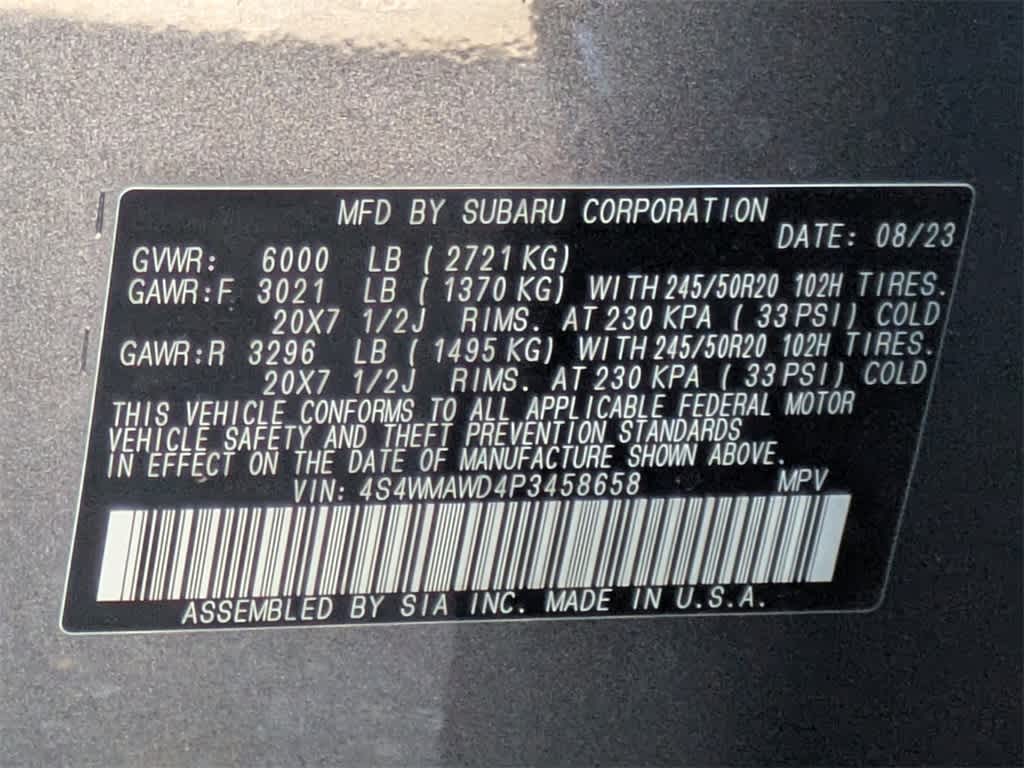 MFD BY SUBARU CORPORATION
DATE: 08/23
GVWR: 6000 LB ( 2721 KG)
GAWR:F 3021 LB ( 1370 KG) WITH 245/50R20 102H TIRES.
20X7 1/2J RIMS. AT 230 KPA ( 33 PSI) COLD
GAWR:R 3296 LB ( 1495 KG) WITH 245/50R20 102H TIRES.
20X7 1/2J RIMS. AT 230 KPA ( 33 PSI) COLD
THIS VEHICLE CONFORMS TO ALL APPLICABLE FEDERAL MOTOR
VEHICLE SAFETY AND THEFT PREVENTION STANDARDS
IN EFFECT ON THE DATE OF MANUFACTURE SHOWN ABOVE.
VIN: 4S4WMAWD4P3458658 MPV
ASSEMBLED BY SIA INC. MADE IN U.S.A.